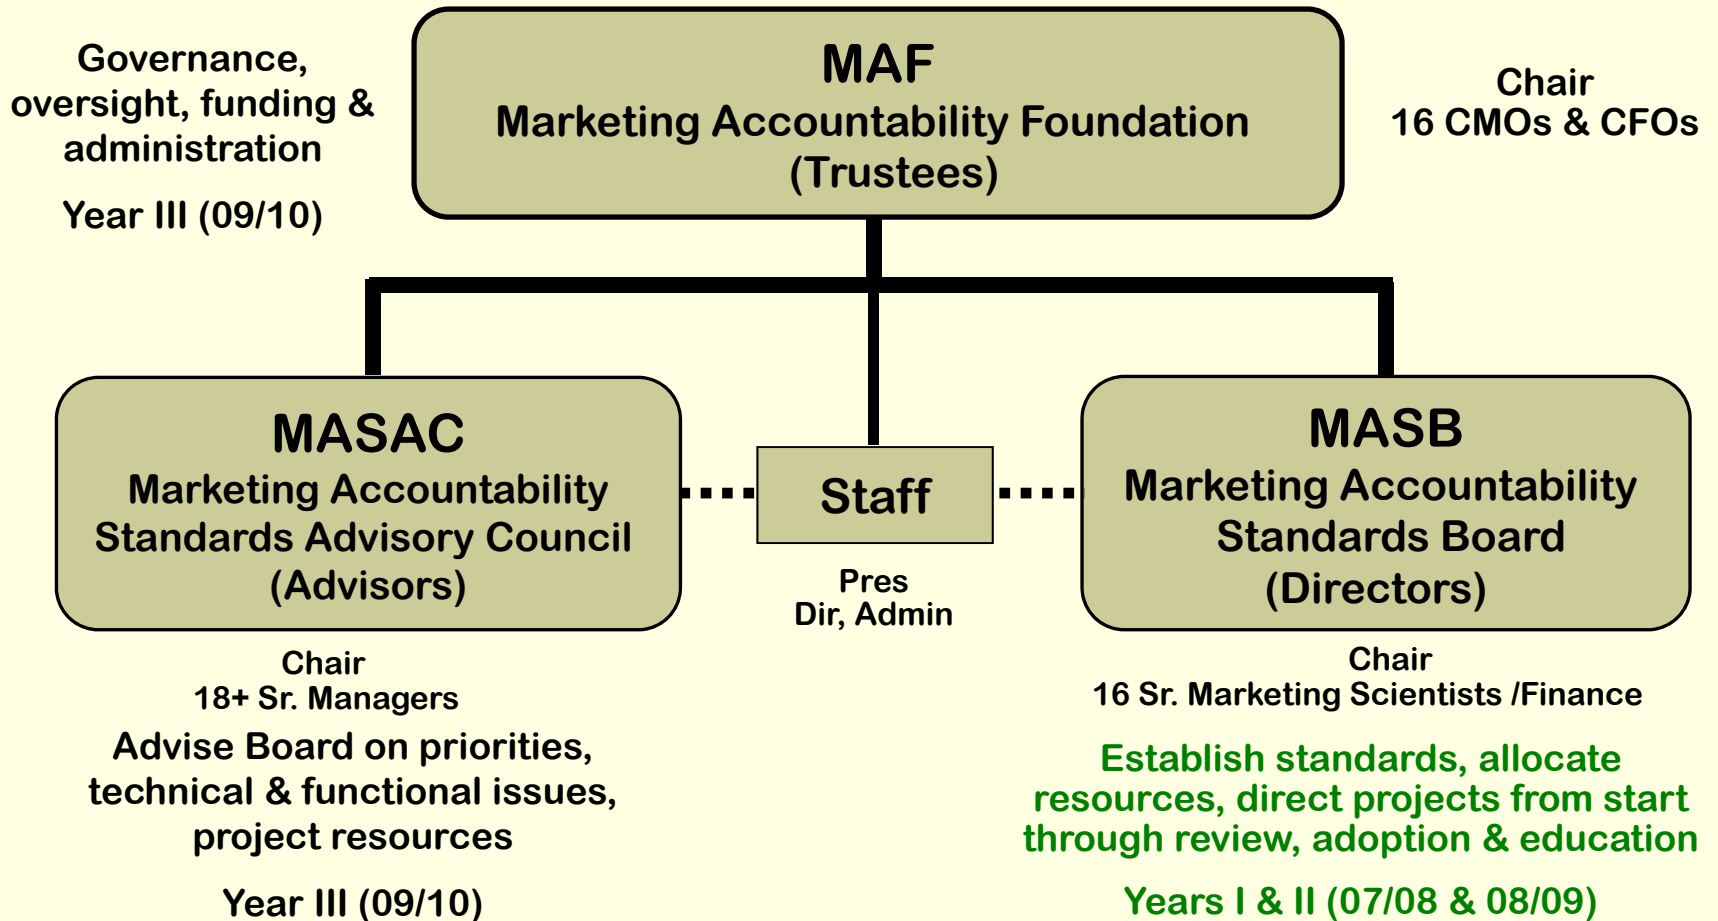 Governance,
oversight, funding &
administration
Year III (09/10)
MAF
Marketing Accountability Foundation
(Trustees)
Chair
16 CMOs & CFOs
MASAC
Marketing Accountability
Standards Advisory Council
(Advisors)
Chair
18+ Sr. Managers
Advise Board on priorities,
technical & functional issues,
project resources
Year III (09/10)
Staff
Pres
Dir, Admin
MASB
Marketing Accountability
Standards Board
(Directors)
Chair
16 Sr. Marketing Scientists /Finance
Establish standards, allocate
resources, direct projects from start
through review, adoption & education
Years I & II (07/08 & 08/09)